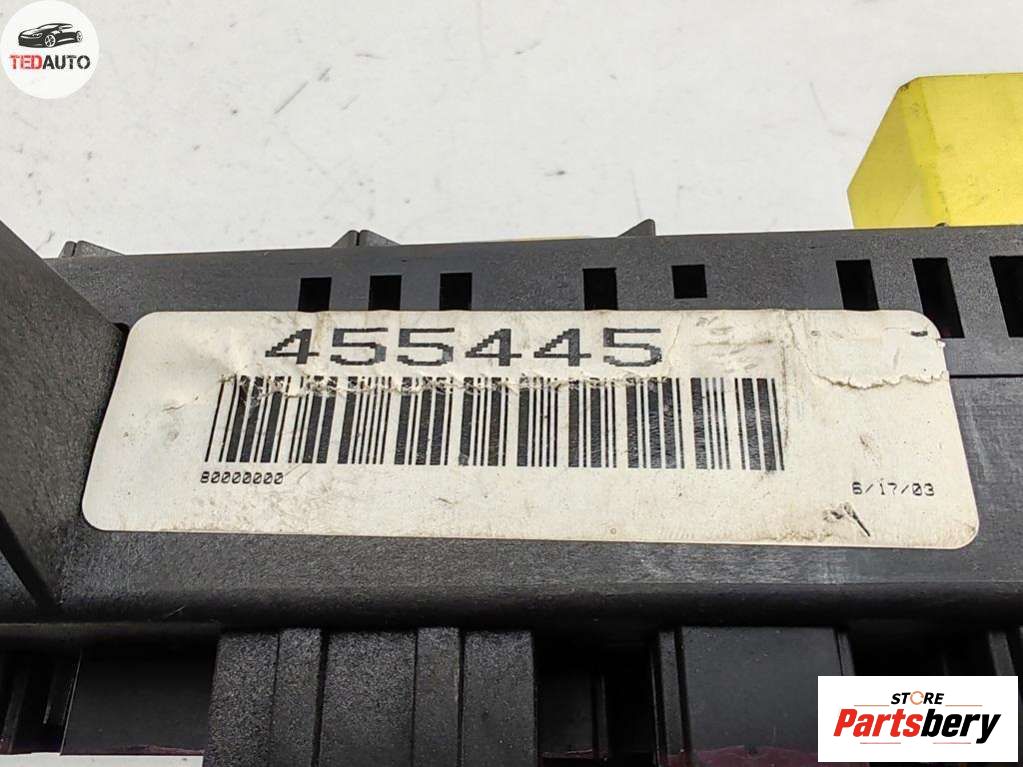 TEDAUTO
455445
80000000
6/17/03
STORE
Partsbery